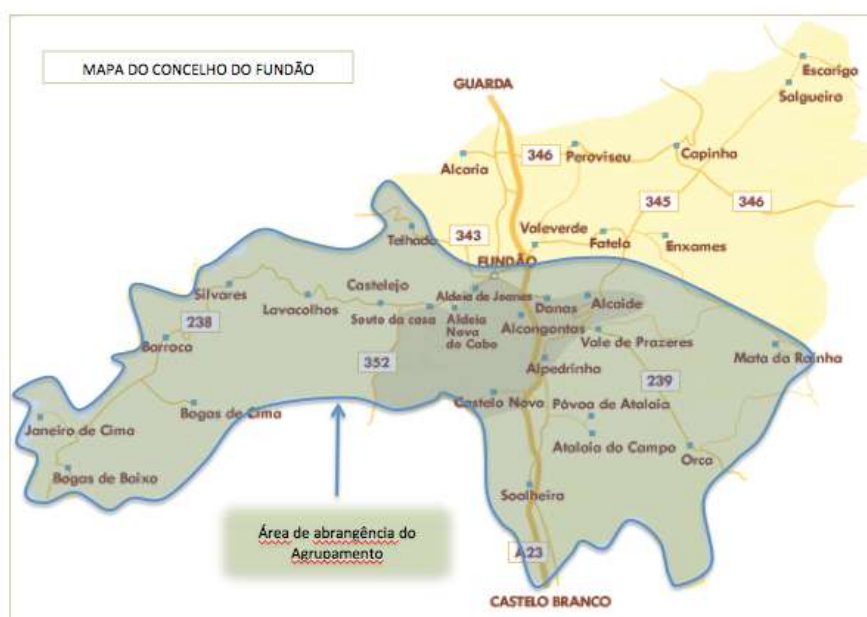 MAPA DO CONCELHO DO FUNDÃO
GUARDA
Escarigo
Salgueiro
346
Peroviseu
Capinha
Alcaria
345
346
343
Valeverde
Fatela
Enxames
Telhado
FUNDÃO
Silvares
Lavacolhos
Castelejo
Aldeia de Joanes
Donas
Alcaide
Souto da casa
Aldeia
Nova
do Cabo
Alcongostas
238
Barroca
Vale de Prazeres
Mata da Rainha
352
Alpedrinha
239
Castelo Novo
Póvoa de Atalaia
Janeiro de Cima
Bogas de Cima
Atalaia do Campo
Orca
Bogas de Baixo
Soalheira
Área de abrangência do
Agrupamento
A23
CASTELO BRANCO